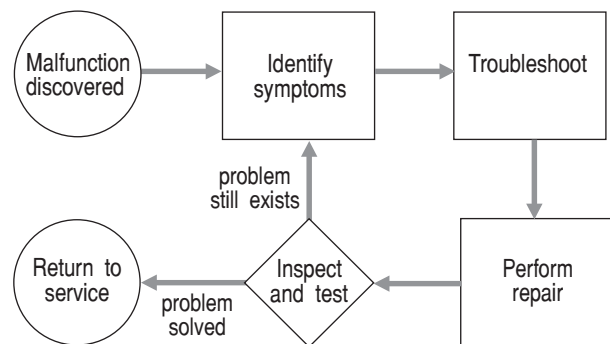 Malfunction
discovered
Identify
symptoms
Troubleshoot
problem
still exists
Return to
service
problem
solved
Inspect
and test
Perform
repair